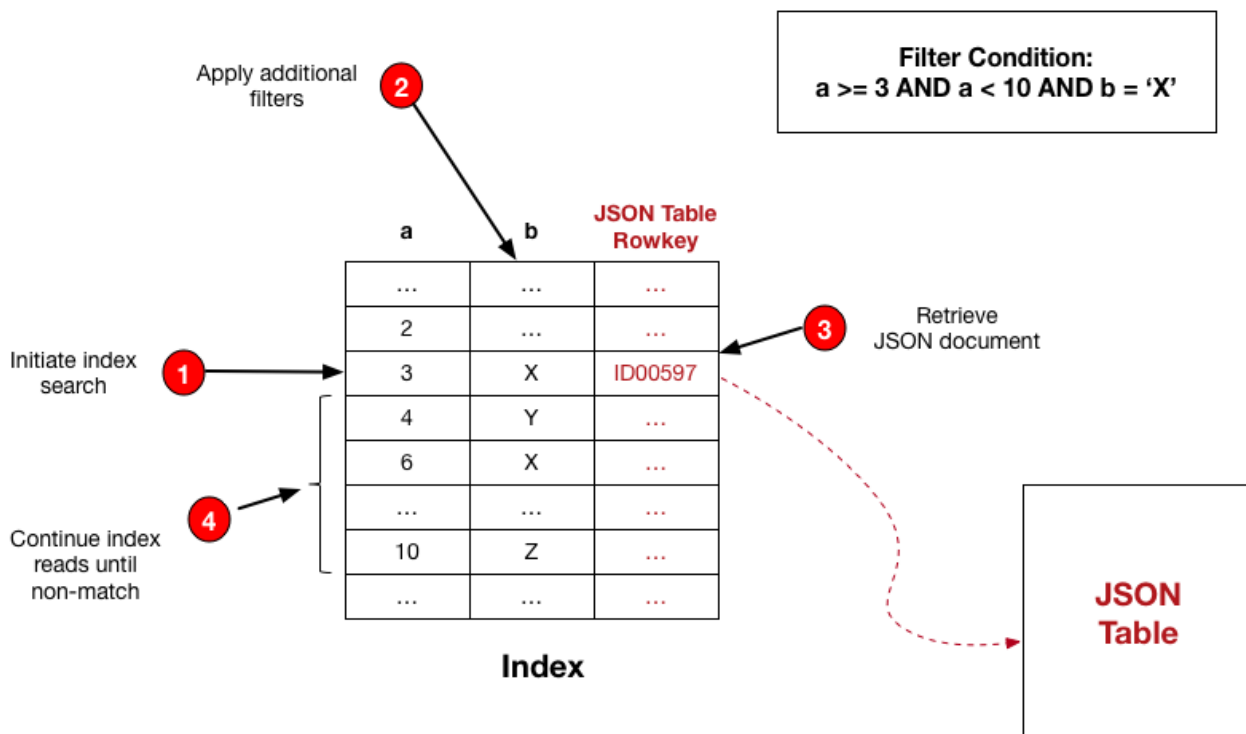 Filter Condition:
a >= 3 AND a < 10 AND b = ‘X’
Apply additional
filters
2
a b JSON Table
Rowkey
… … …
2 … …
3 X ID00597
4 Y …
6 X …
… … …
10 Z …
… … …
Index
Initiate index
search
1
3
Retrieve
JSON document
4
Continue index
reads until
non-match
JSON
Table